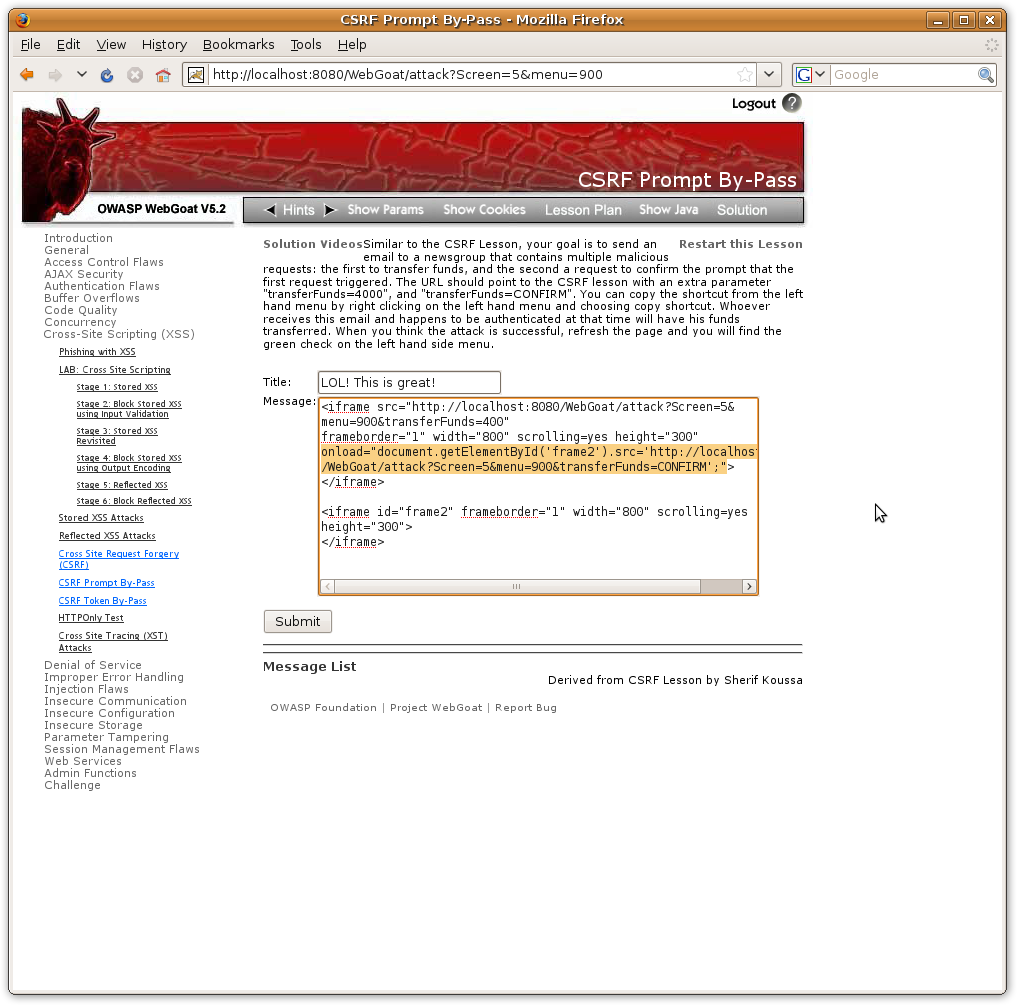 CSRF Prompt By-Pass - Mozilla Firefox
File Edit View History Bookmarks Tools Help
http://localhost:8080/WebGoat/attack?Screen=5&menu=900
G Google
Logout ?
CSRF Prompt By-Pass
OWASP WebGoat V5.2
Hints Show Params Show Cookies Lesson Plan Show Java Solution
Introduction
General
Access Control Flaws
AJAX Security
Authentication Flaws
Buffer Overflows
Code Quality
Concurrency
Cross-Site Scripting (XSS)
Phishing with XSS
LAB: Cross Site Scripting
Stage 1: Stored XSS
Stage 2: Block Stored XSS
using Input Validation
Stage 3: Stored XSS
Revisited
Stage 4: Block Stored XSS
using Output Encoding
Stage 5: Reflected XSS
Stage 6: Block Reflected XSS
Stored XSS Attacks
Reflected XSS Attacks
Cross Site Request Forgery
(CSRF)
CSRF Prompt By-Pass
CSRF Token By-Pass
HTTPOnly Test
Cross Site Tracing (XST)
Attacks
Denial of Service
Improper Error Handling
Injection Flaws
Insecure Communication
Insecure Configuration
Insecure Storage
Parameter Tampering
Session Management Flaws
Web Services
Admin Functions
Challenge
Solution Videos
Restart this Lesson
Similar to the CSRF Lesson, your goal is to send an
email to a newsgroup that contains multiple malicious
requests: the first to transfer funds, and the second a request to confirm the prompt that the
first request triggered. The URL should point to the CSRF lesson with an extra parameter
"transferFunds=4000", and "transferFunds=CONFIRM". You can copy the shortcut from the left
hand menu by right clicking on the left hand menu and choosing copy shortcut. Whoever
receives this email and happens to be authenticated at that time will have his funds
transferred. When you think the attack is successful, refresh the page and you will find the
green check on the left hand side menu.
Title: LOL! This is great!
Message:
<iframe src="http://localhost:8080/WebGoat/attack?Screen=5&
menu=900&transferFunds=400"
frameborder="1" width="800" scrolling=yes height="300"
onload="document.getElementById('frame2').src='http://localhos
/WebGoat/attack?Screen=5&menu=900&transferFunds=CONFIRM';">
</iframe>
<iframe id="frame2" frameborder="1" width="800" scrolling=yes
height="300">
</iframe>
Submit
Message List
Derived from CSRF Lesson by Sherif Koussa
OWASP Foundation | Project WebGoat | Report Bug